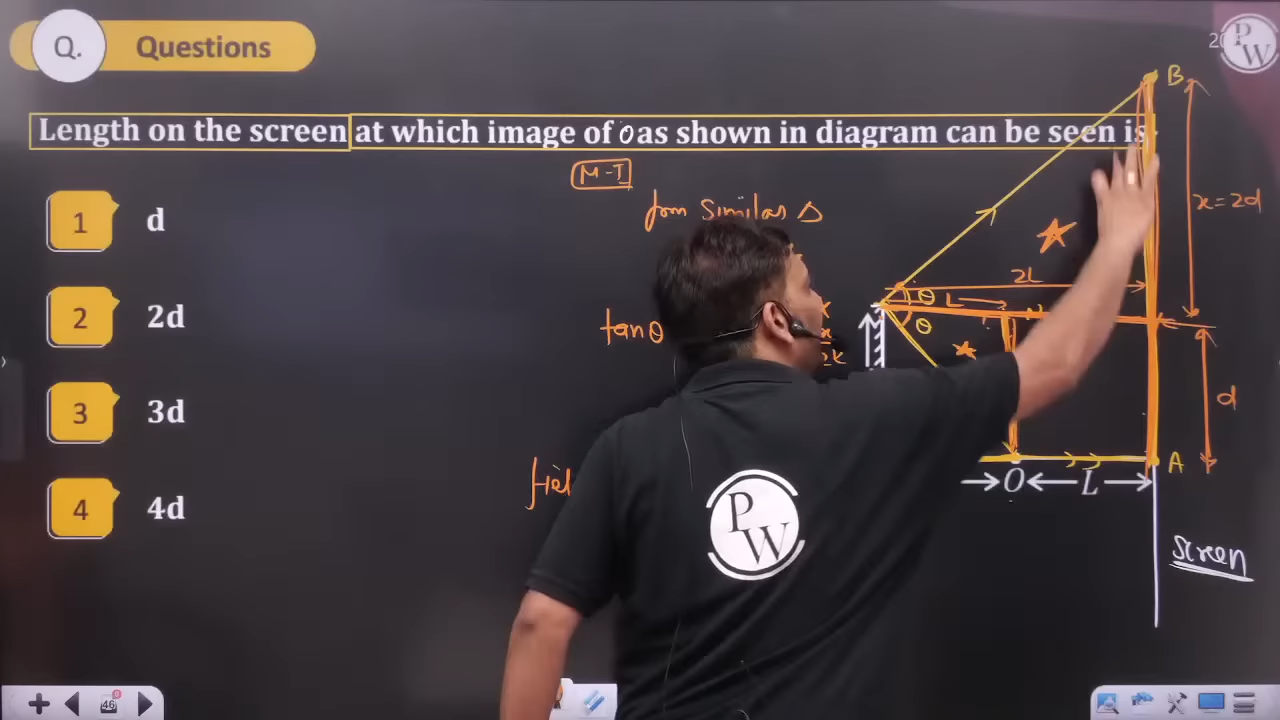 Q. Questions
PW
Length on the screen at which image of O as shown in diagram can be seen is
M-I
from Similar Δ
1 d
2 2d
3 3d
4 4d
B
x=2d
2L
θ L
θ
tanθ
d
A
O L
Screen
PW
46